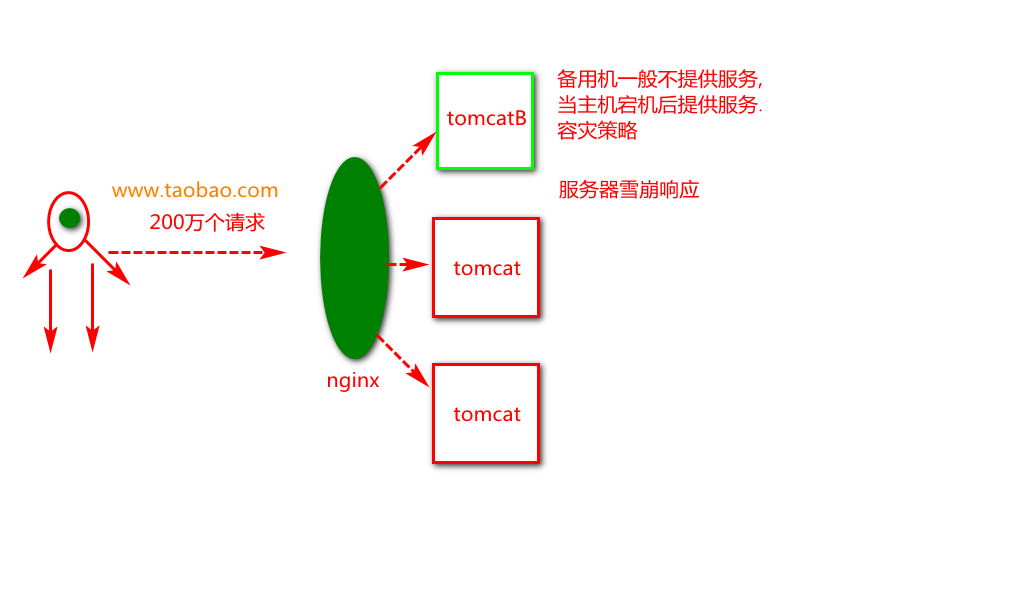 备用机一般不提供服务,
当主机宕机后提供服务.
容灾策略
tomcatB
服务器雪崩响应
www.taobao.com
200万个请求
tomcat
nginx
tomcat